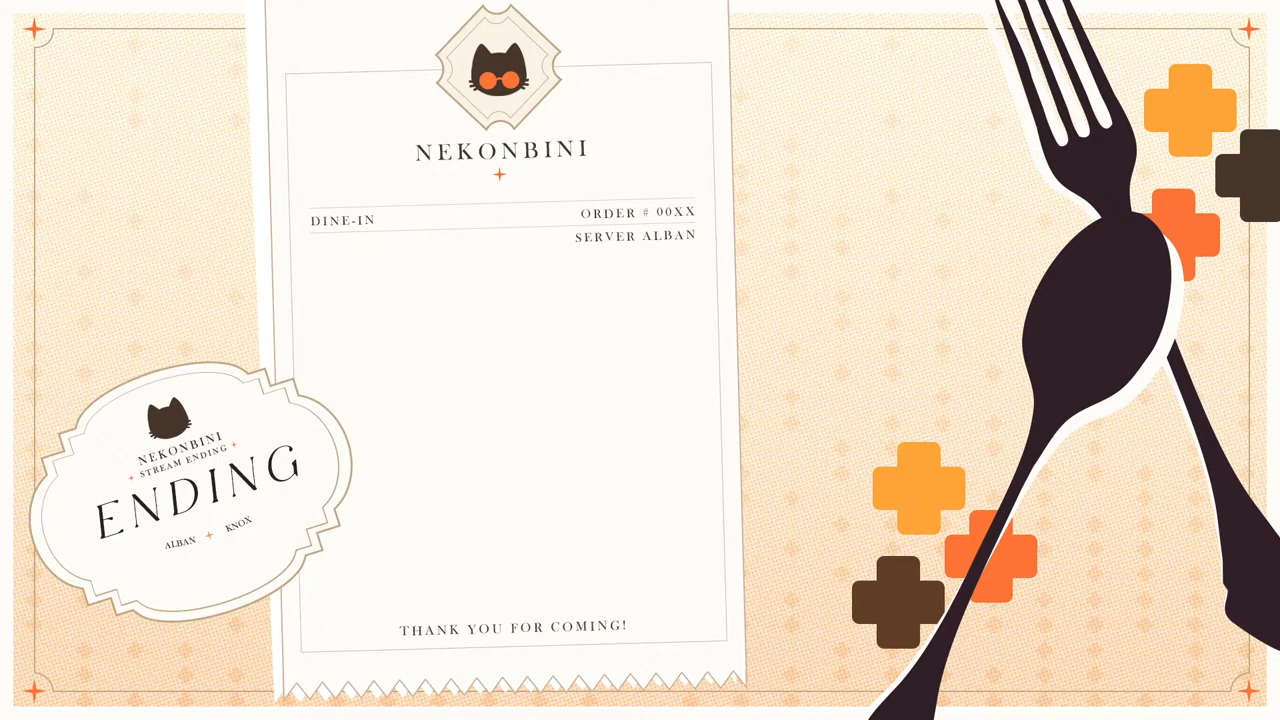 NEKONBINI
DINE-IN
ORDER # 00XX
SERVER ALBAN
THANK YOU FOR COMING!
NEKONBINI
STREAM ENDING
ENDING
ALBAN KNOX